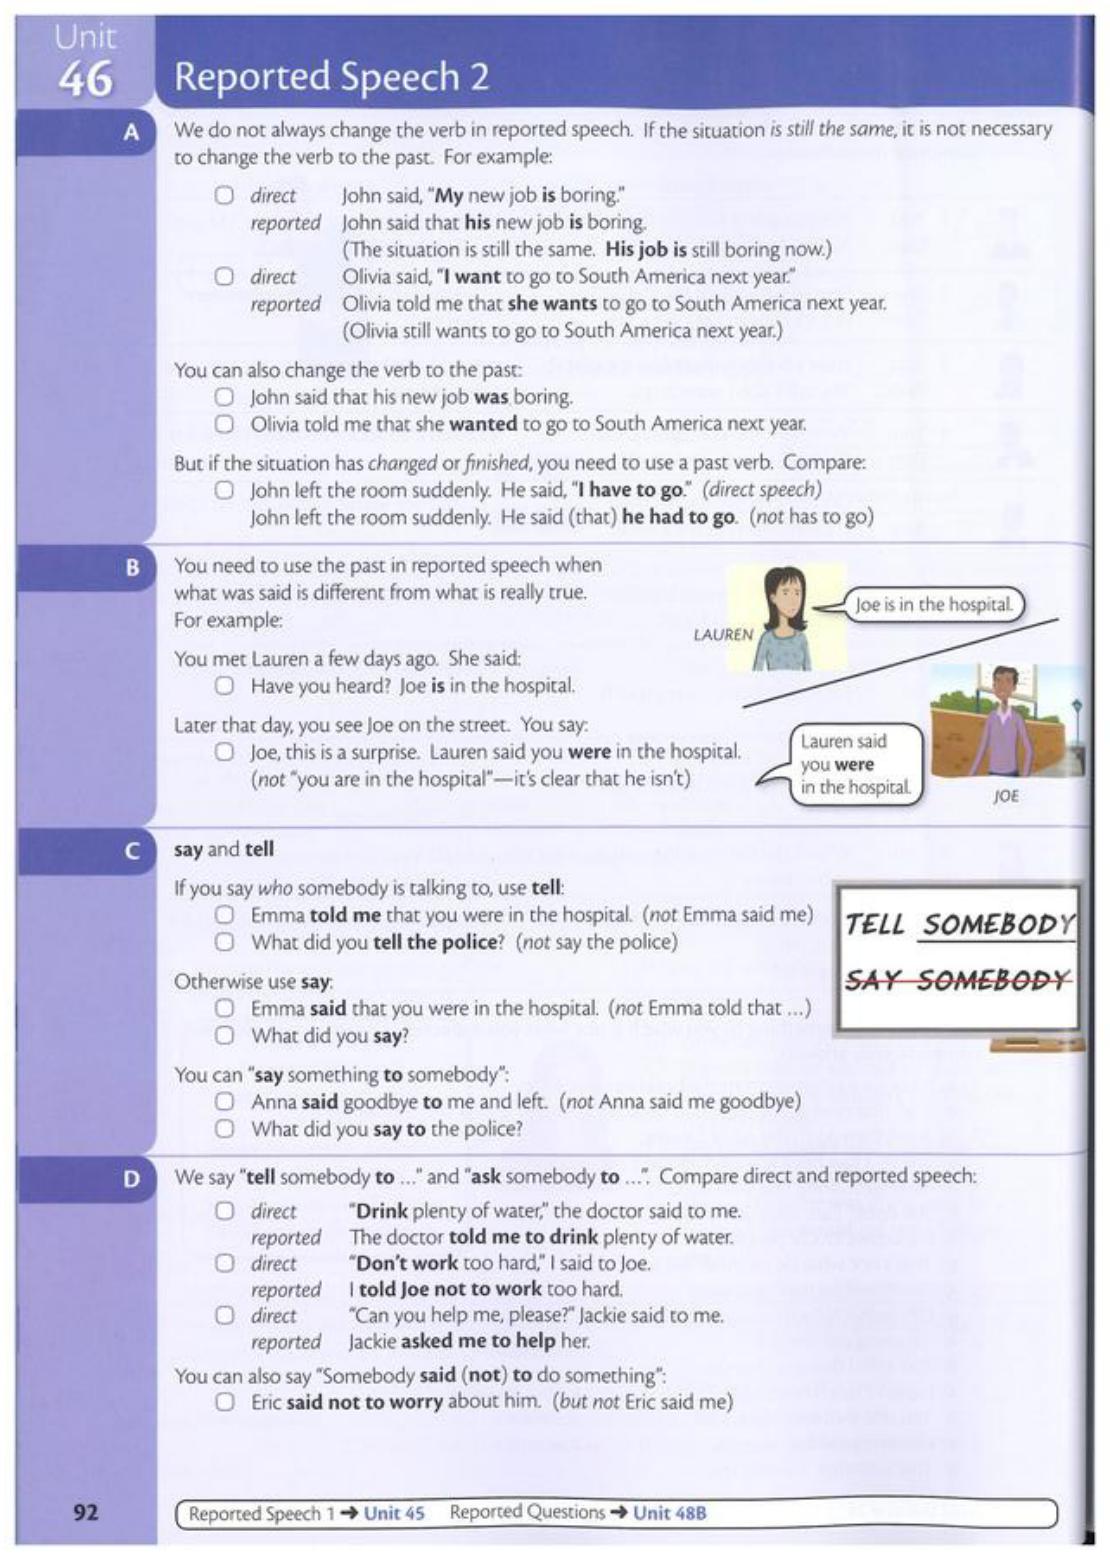 Unit
46
Reported Speech 2
A
We do not always change the verb in reported speech. If the situation is still the same, it is not necessary
to change the verb to the past. For example:
direct John said, "My new job is boring."
reported John said that his new job is boring.
(The situation is still the same. His job is still boring now.)
direct Olivia said, "I want to go to South America next year."
reported Olivia told me that she wants to go to South America next year.
(Olivia still wants to go to South America next year.)
You can also change the verb to the past:
John said that his new job was boring.
Olivia told me that she wanted to go to South America next year.
But if the situation has changed or finished, you need to use a past verb. Compare:
John left the room suddenly. He said, "I have to go." (direct speech)
John left the room suddenly. He said (that) he had to go. (not has to go)
B
You need to use the past in reported speech when
what was said is different from what is really true.
For example:
You met Lauren a few days ago. She said:
Have you heard? Joe is in the hospital.
Later that day, you see Joe on the street. You say:
Joe, this is a surprise. Lauren said you were in the hospital.
(not "you are in the hospital"—it's clear that he isn't)
LAUREN
Joe is in the hospital.
Lauren said
you were
in the hospital.
JOE
C
say and tell
If you say who somebody is talking to, use tell:
Emma told me that you were in the hospital. (not Emma said me)
What did you tell the police? (not say the police)
Otherwise use say:
Emma said that you were in the hospital. (not Emma told that ...)
What did you say?
You can "say something to somebody":
Anna said goodbye to me and left. (not Anna said me goodbye)
What did you say to the police?
TELL SOMEBODY
SAY SOMEBODY
D
We say "tell somebody to ..." and "ask somebody to ...". Compare direct and reported speech:
direct "Drink plenty of water," the doctor said to me.
reported The doctor told me to drink plenty of water.
direct "Don't work too hard," I said to Joe.
reported I told Joe not to work too hard.
direct "Can you help me, please?" Jackie said to me.
reported Jackie asked me to help her.
You can also say "Somebody said (not) to do something":
Eric said not to worry about him. (but not Eric said me)
92
Reported Speech 1 ➔ Unit 45 Reported Questions ➔ Unit 48B